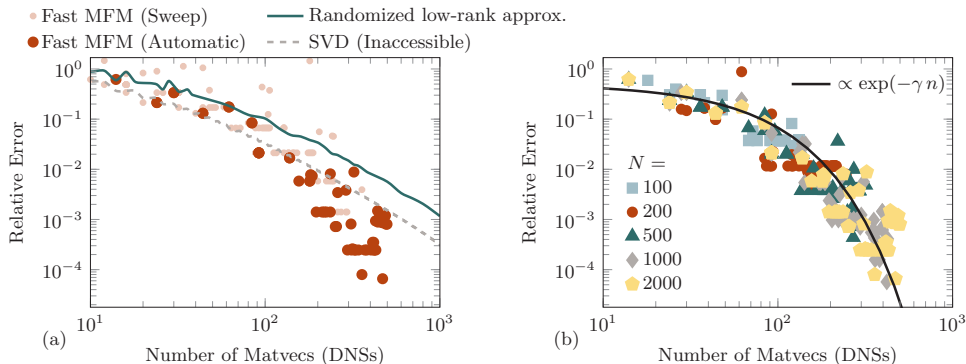 Fast MFM (Sweep)
Randomized low-rank approx.
Fast MFM (Automatic)
SVD (Inaccessible)
10^0
10^−1
10^−2
10^−3
10^−4
Relative Error
10^1
10^2
10^3
(a)
Number of Matvecs (DNSs)
10^0
10^−1
10^−2
10^−3
10^−4
Relative Error
∝ exp(−γ n)
N =
100
200
500
1000
2000
10^1
10^2
10^3
(b)
Number of Matvecs (DNSs)